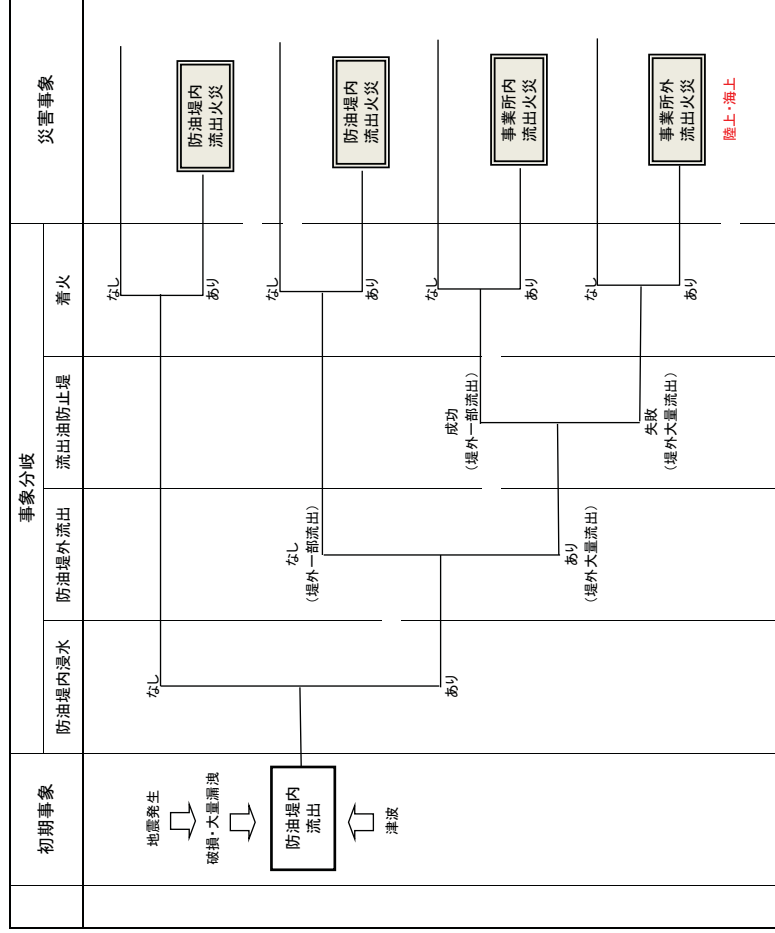 初期事象
事象分岐
災害事象
防油堤内浸水
防油堤外流出
流出油防止堤
着火
地震発生
破損・大量漏洩
防油堤内
流出
津波
なし
あり
なし
(堤外一部流出)
あり
(堤外大量流出)
成功
(堤外一部流出)
失敗
(堤外大量流出)
なし
あり
防油堤内
流出火災
なし
あり
防油堤内
流出火災
なし
あり
事業所内
流出火災
なし
あり
事業所外
流出火災
陸上・海上